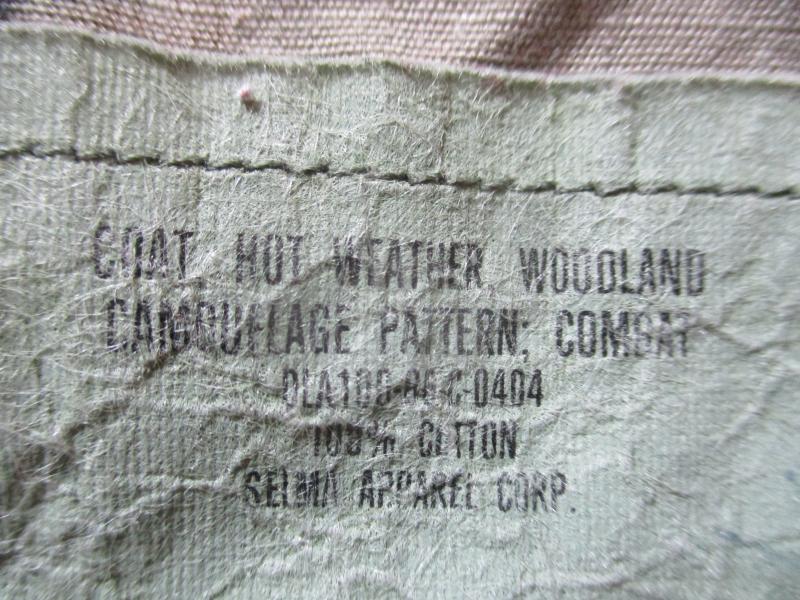 COAT, HOT WEATHER, WOODLAND
CAMOUFLAGE PATTERN; COMBAT
100% COTTON
SELMA APPAREL CORP.